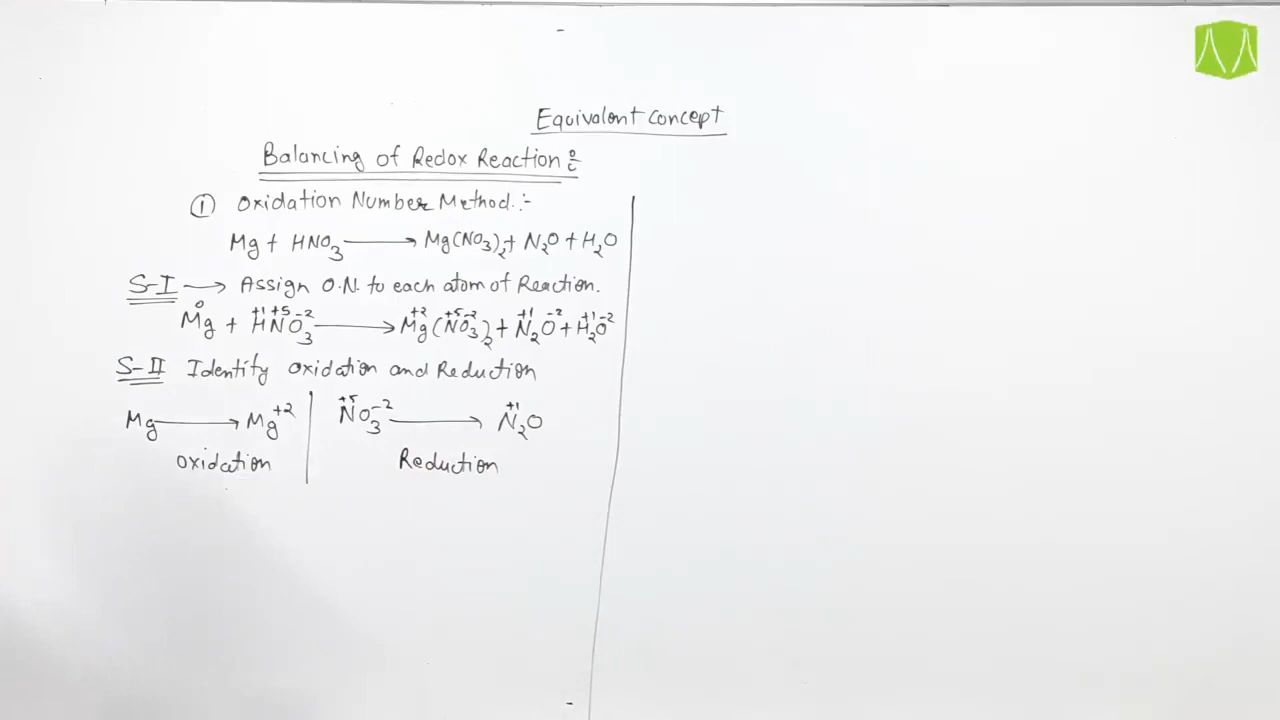 Equivalent Concept
Balancing of Redox Reaction :-
① Oxidation Number Method :-
Mg + HNO₃ ⟶ Mg(NO₃)₂ + N₂O + H₂O
S-I ⟶ Assign O.N. to each atom of Reaction.
0 +1 +5 -2 +2 +5 -2 +1 -2 +1 -2
Mg + HNO₃ ⟶ Mg(NO₃)₂ + N₂O + H₂O
S-II Identity Oxidation and Reduction
Mg ⟶ Mg⁺²
Oxidation
+5 -2 +1
NO₃ ⟶ N₂O
Reduction